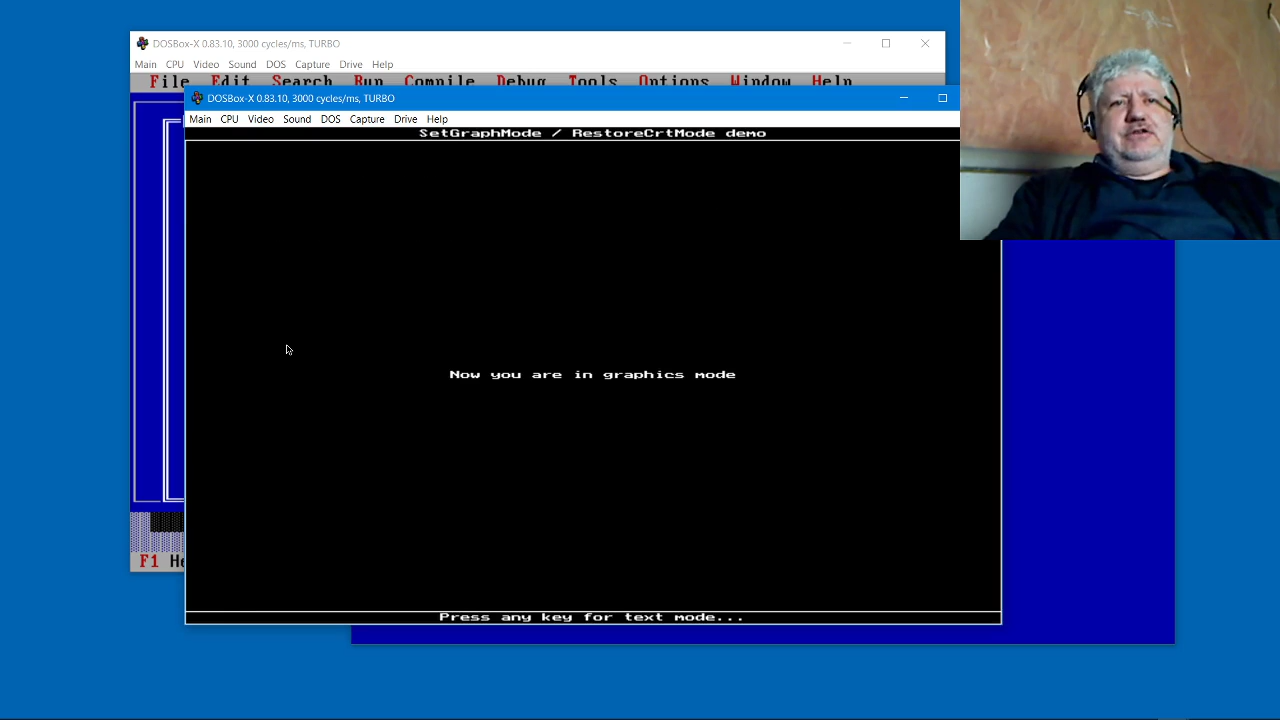 DOSBox-X 0.83.10, 3000 cycles/ms, TURBO
Main CPU Video Sound DOS Capture Drive Help
File Edit Search Run Compile Debug Tools Options Window Help
DOSBox-X 0.83.10, 3000 cycles/ms, TURBO
Main CPU Video Sound DOS Capture Drive Help
SetGraphMode / RestoreCrtMode demo
Now you are in graphics mode
F1 He
Press any key for text mode...